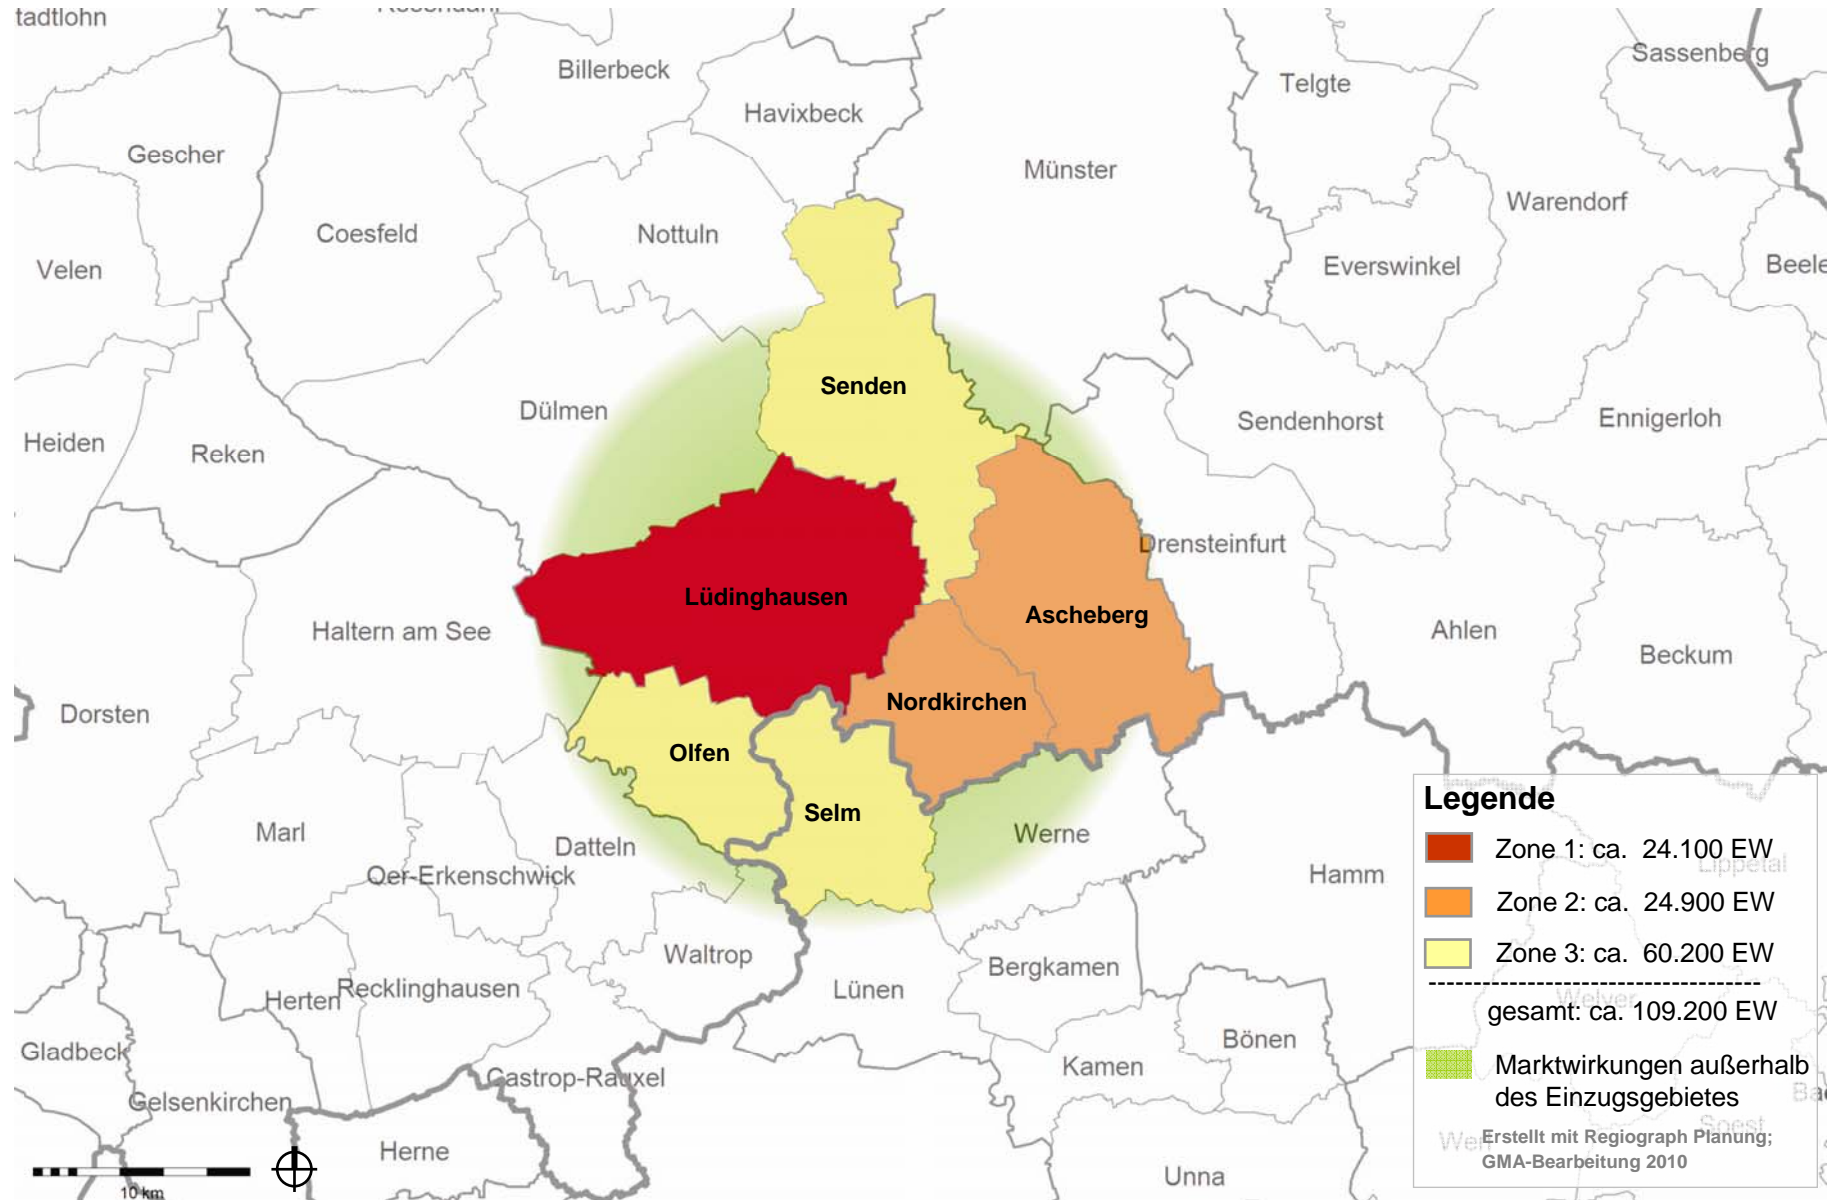 tadtlohn
Billerbeck
Sassenberg
Telgte
Havixbeck
Gescher
Münster
Warendorf
Coesfeld
Nottuln
Velen
Everswinkel
Beele
Senden
Dülmen
Sendenhorst
Ennigerloh
Heiden
Reken
Drensteinfurt
Lüdinghausen
Ascheberg
Haltern am See
Ahlen
Beckum
Nordkirchen
Dorsten
Olfen
Selm
Marl
Datteln
Werne
Oer-Erkenschwick
Hamm
Waltrop
Bergkamen
Lünen
Herten
Recklinghausen
Gladbeck
Bönen
Kamen
Castrop-Rauxel
Gelsenkirchen
Herne
Unna
10 km
Legende
Zone 1: ca. 24.100 EW
Lippetal
Zone 2: ca. 24.900 EW
Zone 3: ca. 60.200 EW
Welver
gesamt: ca. 109.200 EW
Marktwirkungen außerhalb
des Einzugsgebietes
Soest
Erstellt mit Regiograph Planung;
GMA-Bearbeitung 2010